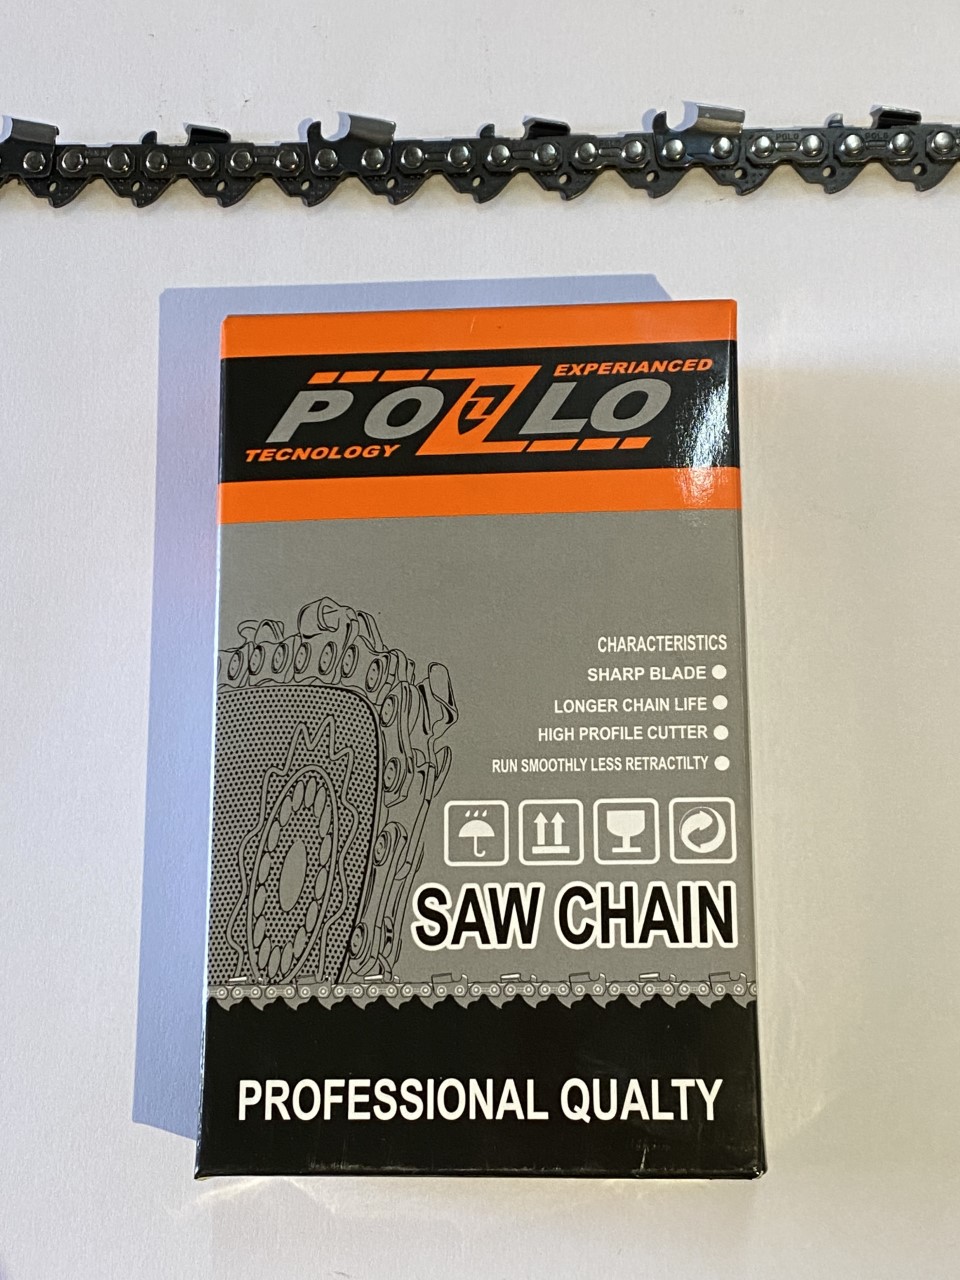 EXPERIANCED
POZLO
TECNOLOGY
CHARACTERISTICS
SHARP BLADE
LONGER CHAIN LIFE
HIGH PROFILE CUTTER
RUN SMOOTHLY LESS RETRACTILTY
SAW CHAIN
PROFESSIONAL QUALTY